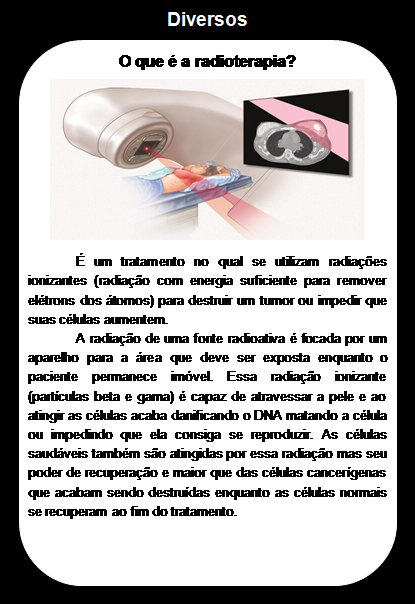 Diversos
O que é a radioterapia?
É um tratamento no qual se utilizam radiações
ionizantes (radiação com energia suficiente para remover
elétrons dos átomos) para destruir um tumor ou impedir que
suas células aumentem.
A radiação de uma fonte radioativa é focada por um
aparelho para a área que deve ser exposta enquanto o
paciente permanece imóvel. Essa radiação ionizante
(partículas beta e gama) é capaz de atravessar a pele e ao
atingir as células acaba danificando o DNA matando a célula
ou impedindo que ela consiga se reproduzir. As células
saudáveis também são atingidas por essa radiação mas seu
poder de recuperação e maior que das células cancerígenas
que acabam sendo destruídas enquanto as células normais
se recuperam ao fim do tratamento.